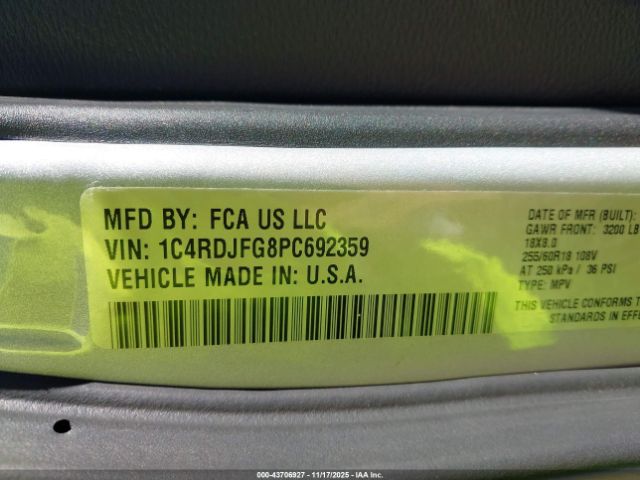 MFD BY: FCA US LLC
VIN: 1C4RDJFG8PC692359
VEHICLE MADE IN: U.S.A.
DATE OF MFR (BUILT):
GAWR FRONT: 3200 LB
18X8.0
255/60R18 108V
AT 250 kPa / 36 PSI
TYPE: MPV
THIS VEHICLE CONFORMS
STANDARDS IN EFFE
000-43706927 - 11/17/2025 - IAA Inc.